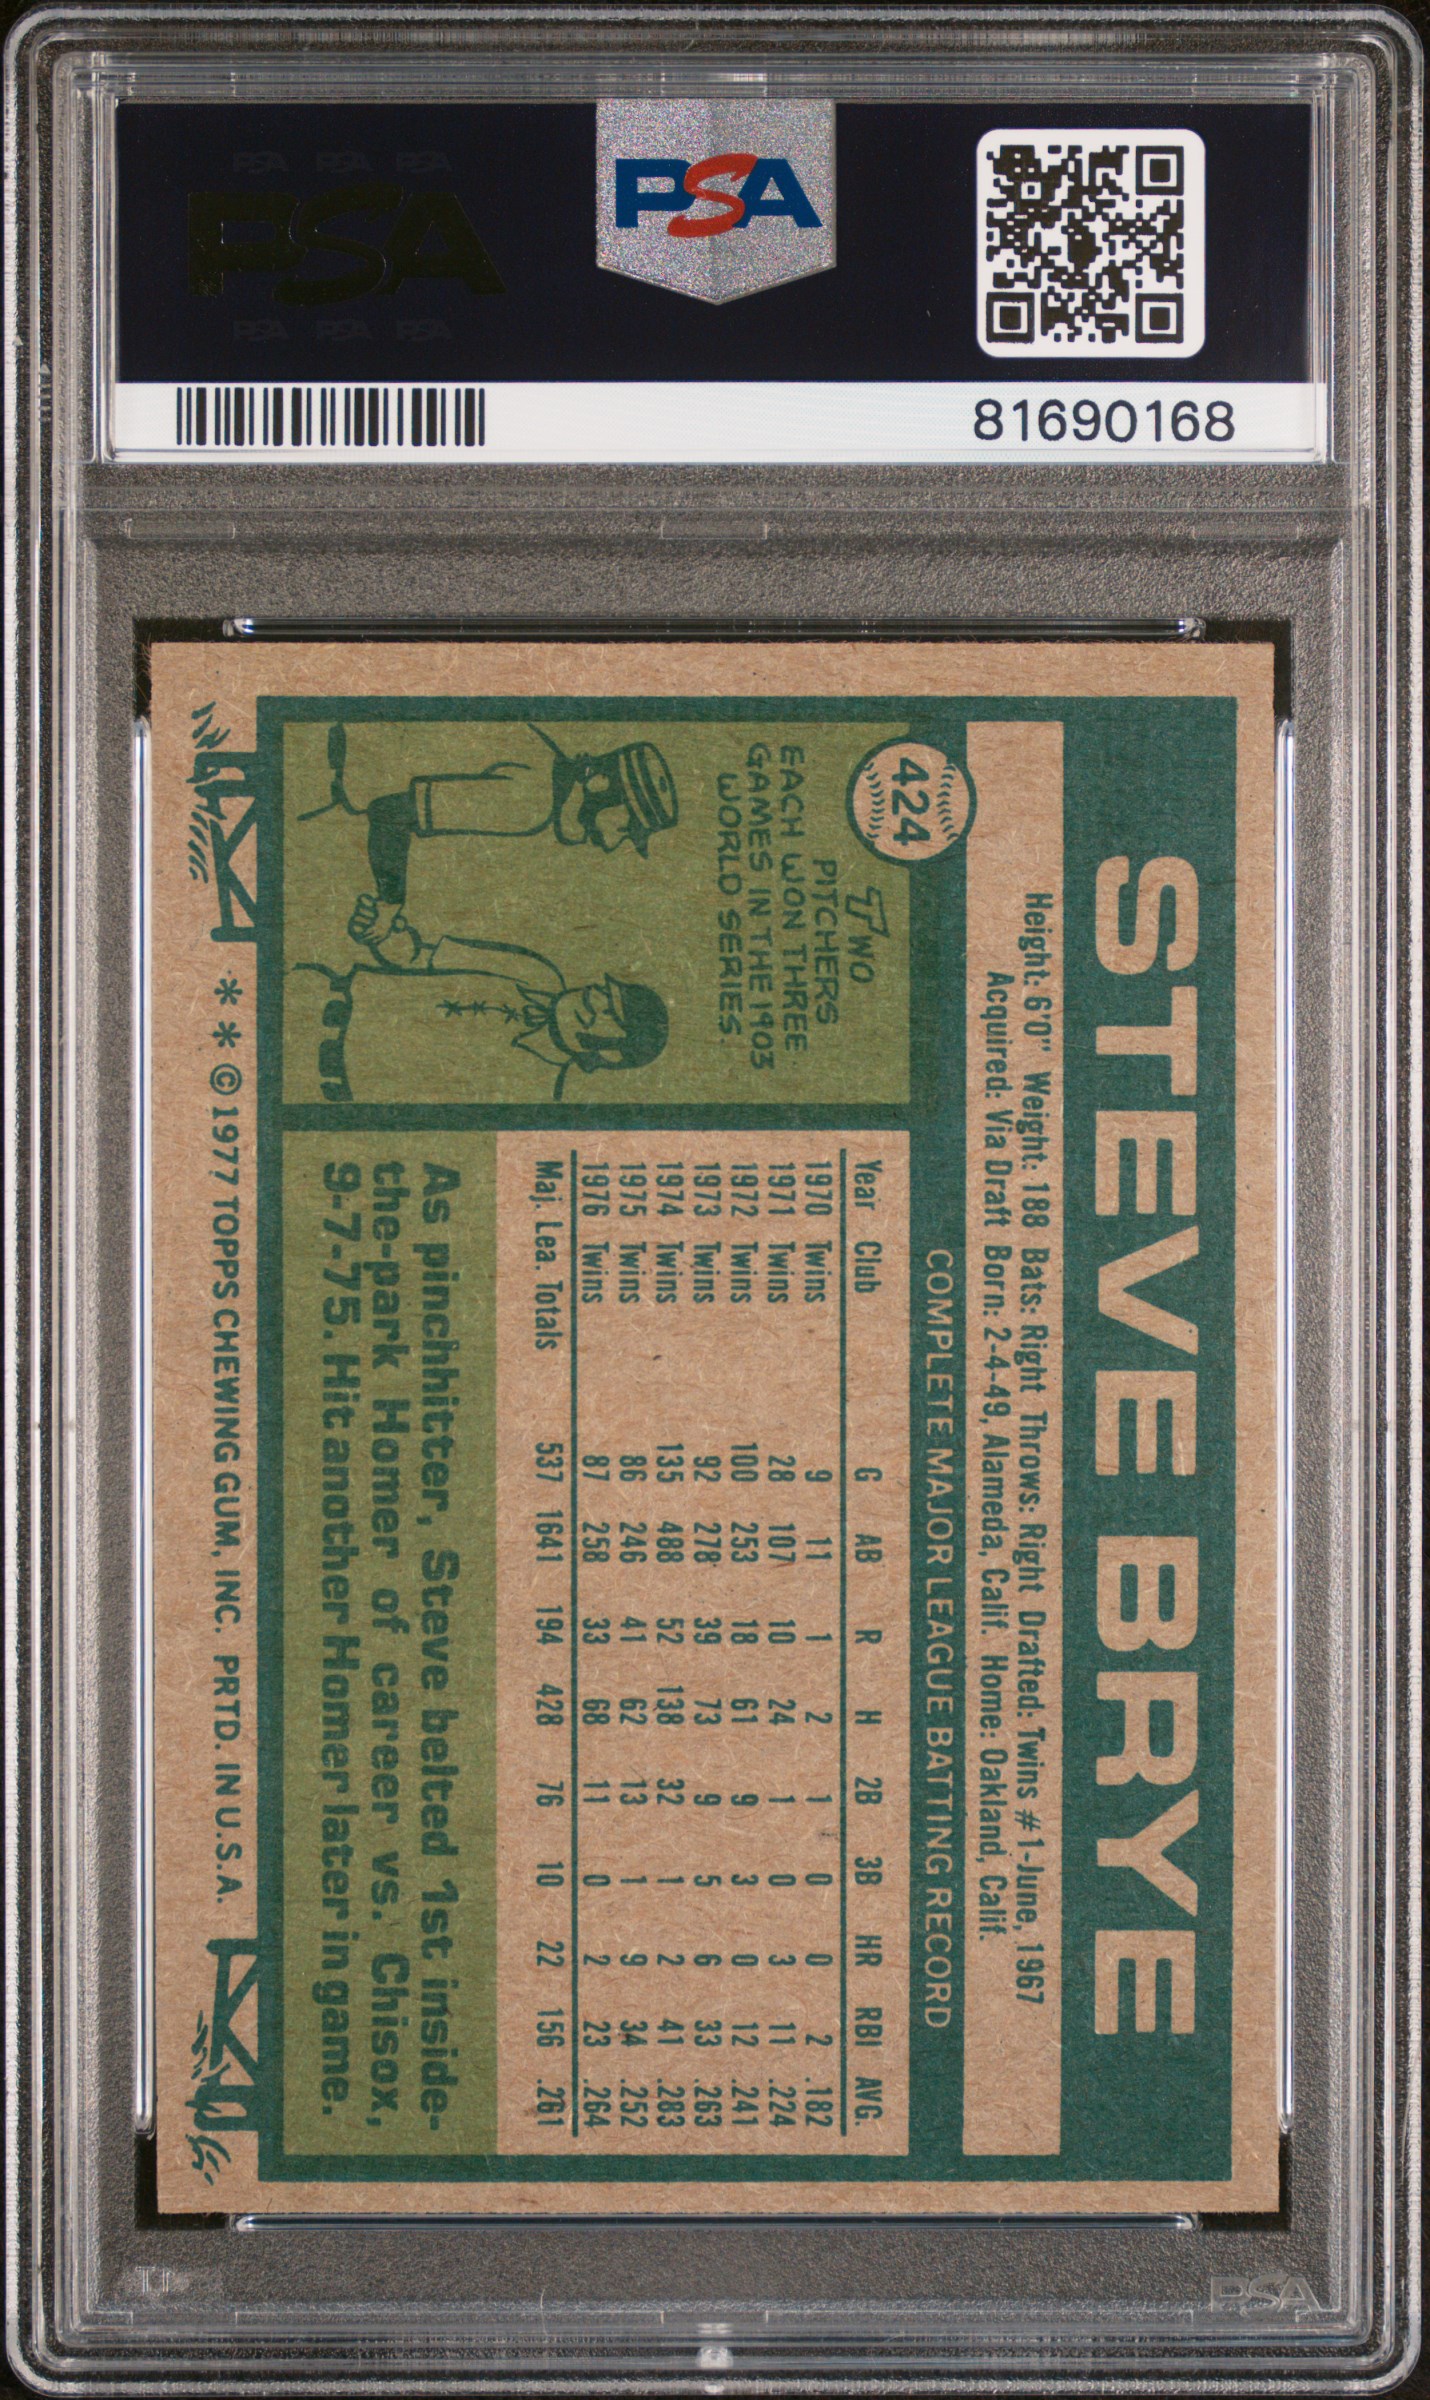 PSA PSA PSA
PSA
PSA PSA PSA
PSA
81690168
STEVE BRYE
Height: 6'0" Weight: 188 Bats: Right Throws: Right Drafted: Twins #1-June, 1967
Acquired: Via Draft Born: 2-4-49, Alameda, Calif. Home: Oakland, Calif.
424
TWO
PITCHERS
EACH WON THREE
GAMES IN THE 1903
WORLD SERIES.
COMPLETE MAJOR LEAGUE BATTING RECORD
Year Club G AB R H 2B 3B HR RBI AVG.
1970 Twins 9 11 1 2 1 0 0 2 .182
1971 Twins 28 107 10 24 1 0 3 11 .224
1972 Twins 100 253 18 61 9 3 0 12 .241
1973 Twins 92 278 39 73 9 5 6 33 .263
1974 Twins 135 488 52 138 32 1 2 41 .283
1975 Twins 86 246 41 62 13 1 9 34 .252
1976 Twins 87 258 33 68 11 0 2 23 .264
Maj. Lea. Totals 537 1641 194 428 76 10 22 156 .261
As pinchhitter, Steve belted 1st inside-
the-park Homer of career vs. Chisox,
9-7-75. Hit another Homer later in game.
* * © 1977 TOPPS CHEWING GUM, INC. PRTD. IN U.S.A.
PSA